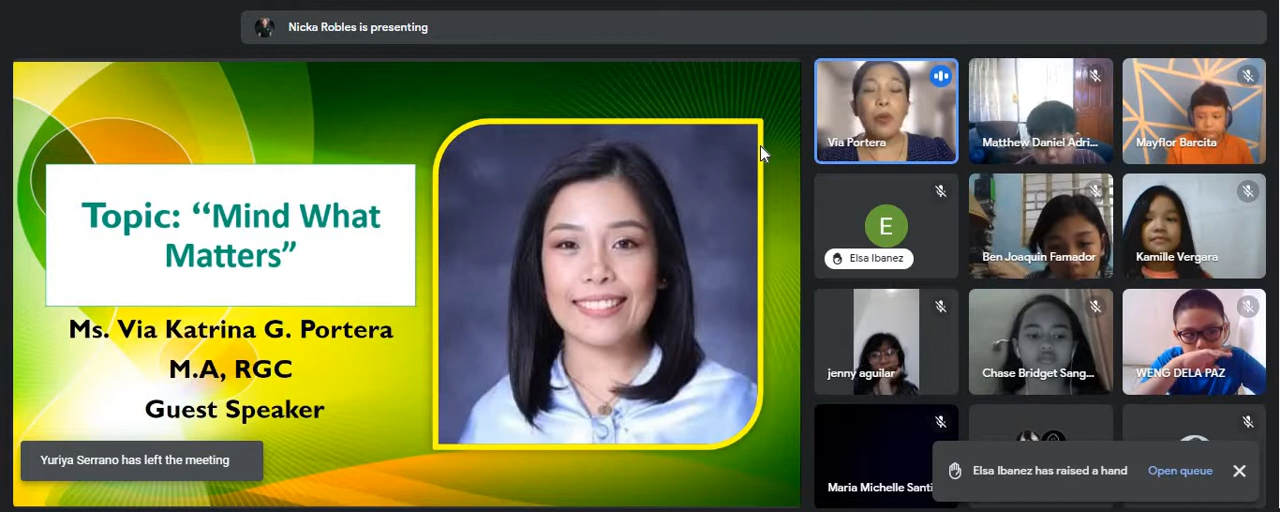 Nicka Robles is presenting
Topic: “Mind What
Matters”
Ms. Via Katrina G. Portera
M.A, RGC
Guest Speaker
Yuriya Serrano has left the meeting
Via Portera
Matthew Daniel Adri...
Mayflor Barcita
E
Elsa Ibanez
Ben Joaquin Famador
Kamille Vergara
jenny aguilar
Chase Bridget Sang...
WENG DELA PAZ
Maria Michelle Santi
Elsa Ibanez has raised a hand
Open queue